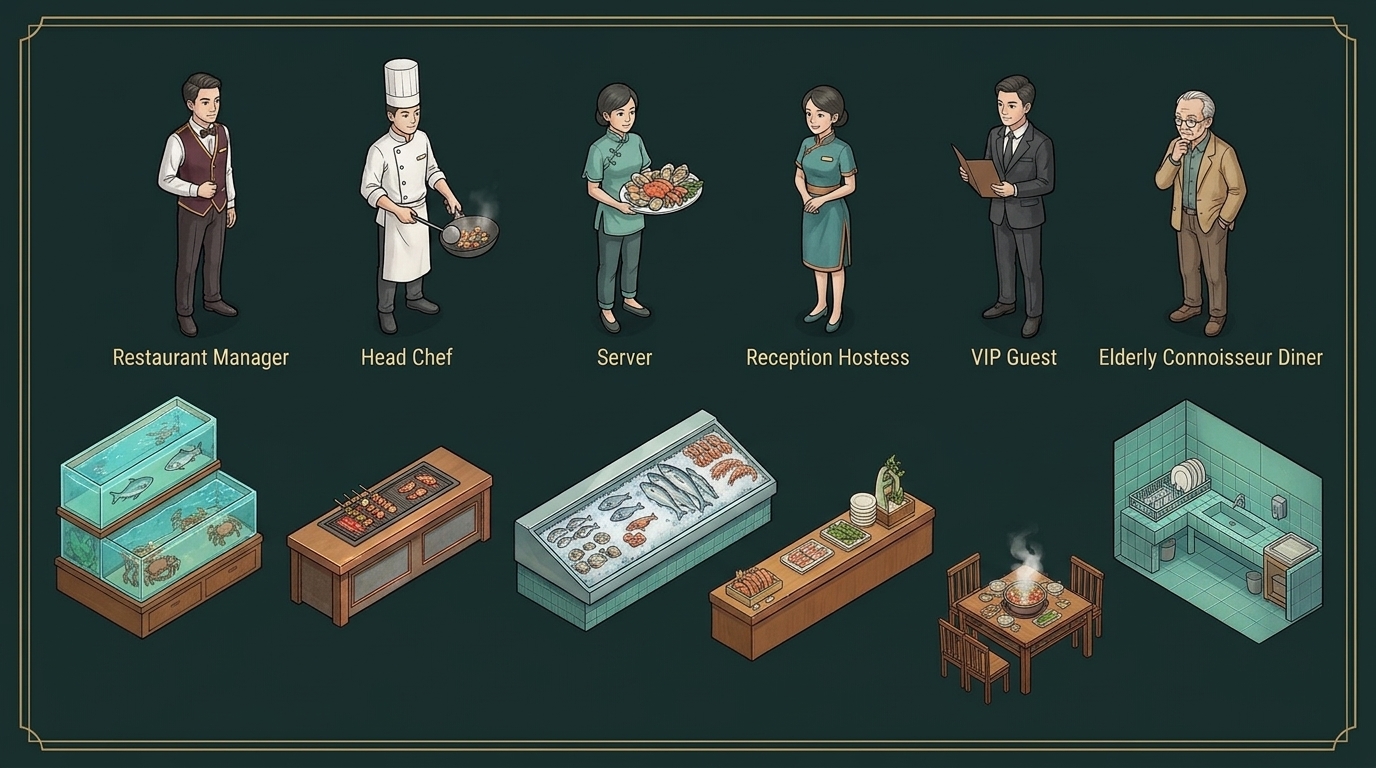 Restaurant Manager
Head Chef
Server
Reception Hostess
VIP Guest
Elderly Connoisseur Diner